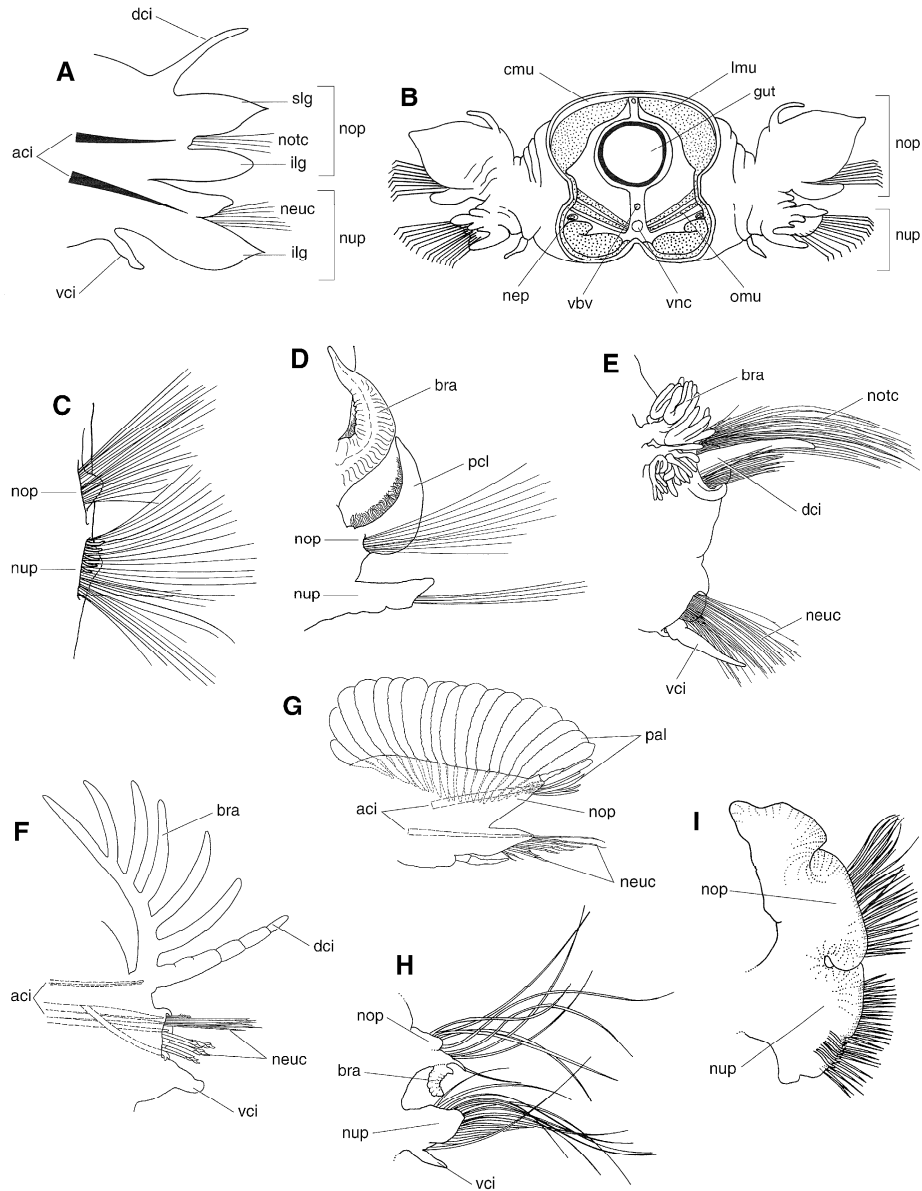 A
dci
slg
notc
nop
ilg
aci
neuc
nup
ilg
vci
B
cmu
lmu
gut
nop
nup
nep
vbv
vnc
omu
C
nop
nup
D
bra
pcl
nop
nup
E
bra
notc
dci
neuc
vci
F
bra
dci
aci
neuc
vci
G
pal
aci
nop
neuc
H
nop
bra
nup
vci
I
nop
nup